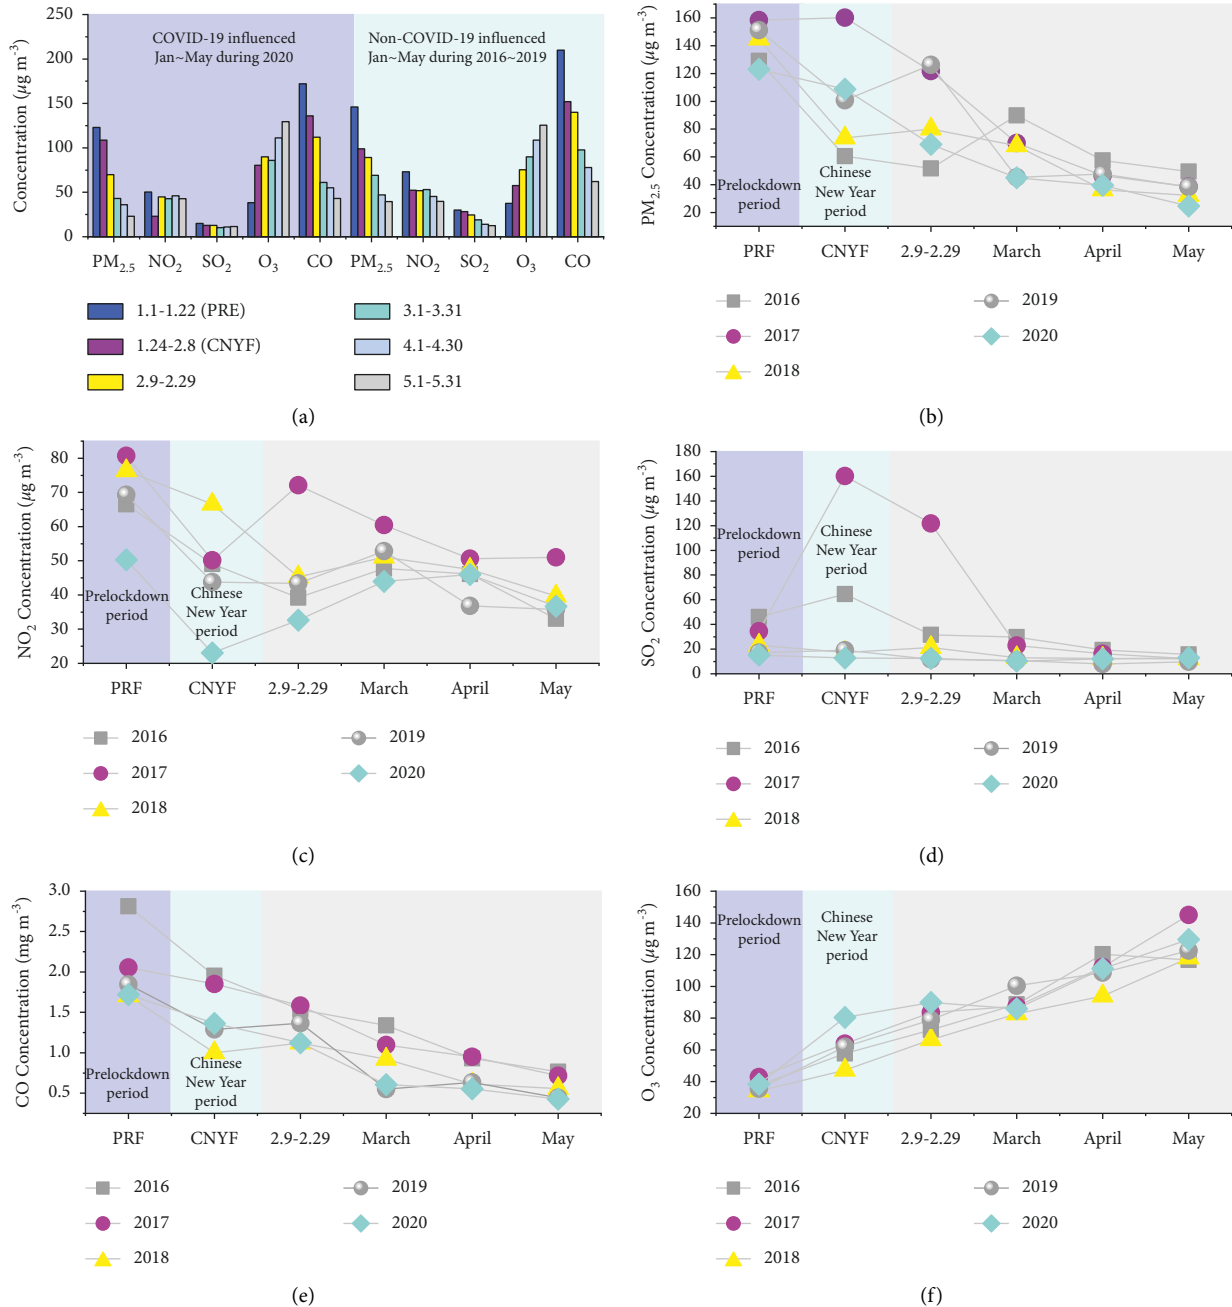 COVID-19 influenced
Jan~May during 2020
Non-COVID-19 influenced
Jan~May during 2016~2019
Concentration (μg m⁻³)
250
200
150
100
50
0
PM₂.₅ NO₂ SO₂ O₃ CO PM₂.₅ NO₂ SO₂ O₃ CO
1.1-1.22 (PRE)
1.24-2.8 (CNYF)
2.9-2.29
3.1-3.31
4.1-4.30
5.1-5.31
(a)
PM₂.₅ Concentration (μg m⁻³)
160
140
120
100
80
60
40
20
Prelockdown
period
Chinese
New Year
period
PRF CNYF 2.9-2.29 March April May
2016
2017
2018
2019
2020
(b)
NO₂ Concentration (μg m⁻³)
80
70
60
50
40
30
20
Prelockdown
period
Chinese
New Year
period
PRF CNYF 2.9-2.29 March April May
2016
2017
2018
2019
2020
(c)
SO₂ Concentration (μg m⁻³)
180
160
140
120
100
80
60
40
20
0
Prelockdown
period
Chinese
New Year
period
PRF CNYF 2.9-2.29 March April May
2016
2017
2018
2019
2020
(d)
CO Concentration (mg m⁻³)
3.0
2.5
2.0
1.5
1.0
0.5
Prelockdown
period
Chinese
New Year
period
PRF CNYF 2.9-2.29 March April May
2016
2017
2018
2019
2020
(e)
O₃ Concentration (μg m⁻³)
160
140
120
100
80
60
40
20
Prelockdown
period
Chinese
New Year
period
PRF CNYF 2.9-2.29 March April May
2016
2017
2018
2019
2020
(f)